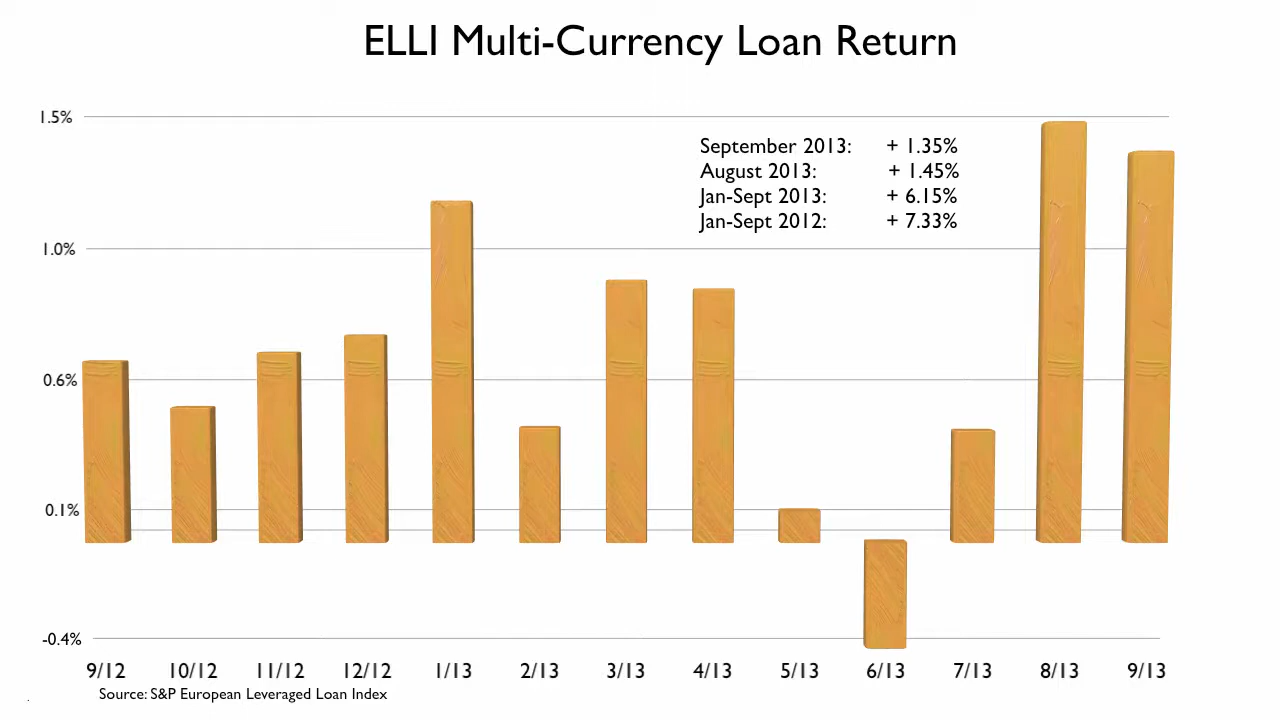 ELLI Multi-Currency Loan Return
1.5%
September 2013: + 1.35%
August 2013: + 1.45%
Jan-Sept 2013: + 6.15%
Jan-Sept 2012: + 7.33%
1.0%
0.6%
0.1%
-0.4%
9/12 10/12 11/12 12/12 1/13 2/13 3/13 4/13 5/13 6/13 7/13 8/13 9/13
Source: S&P European Leveraged Loan Index